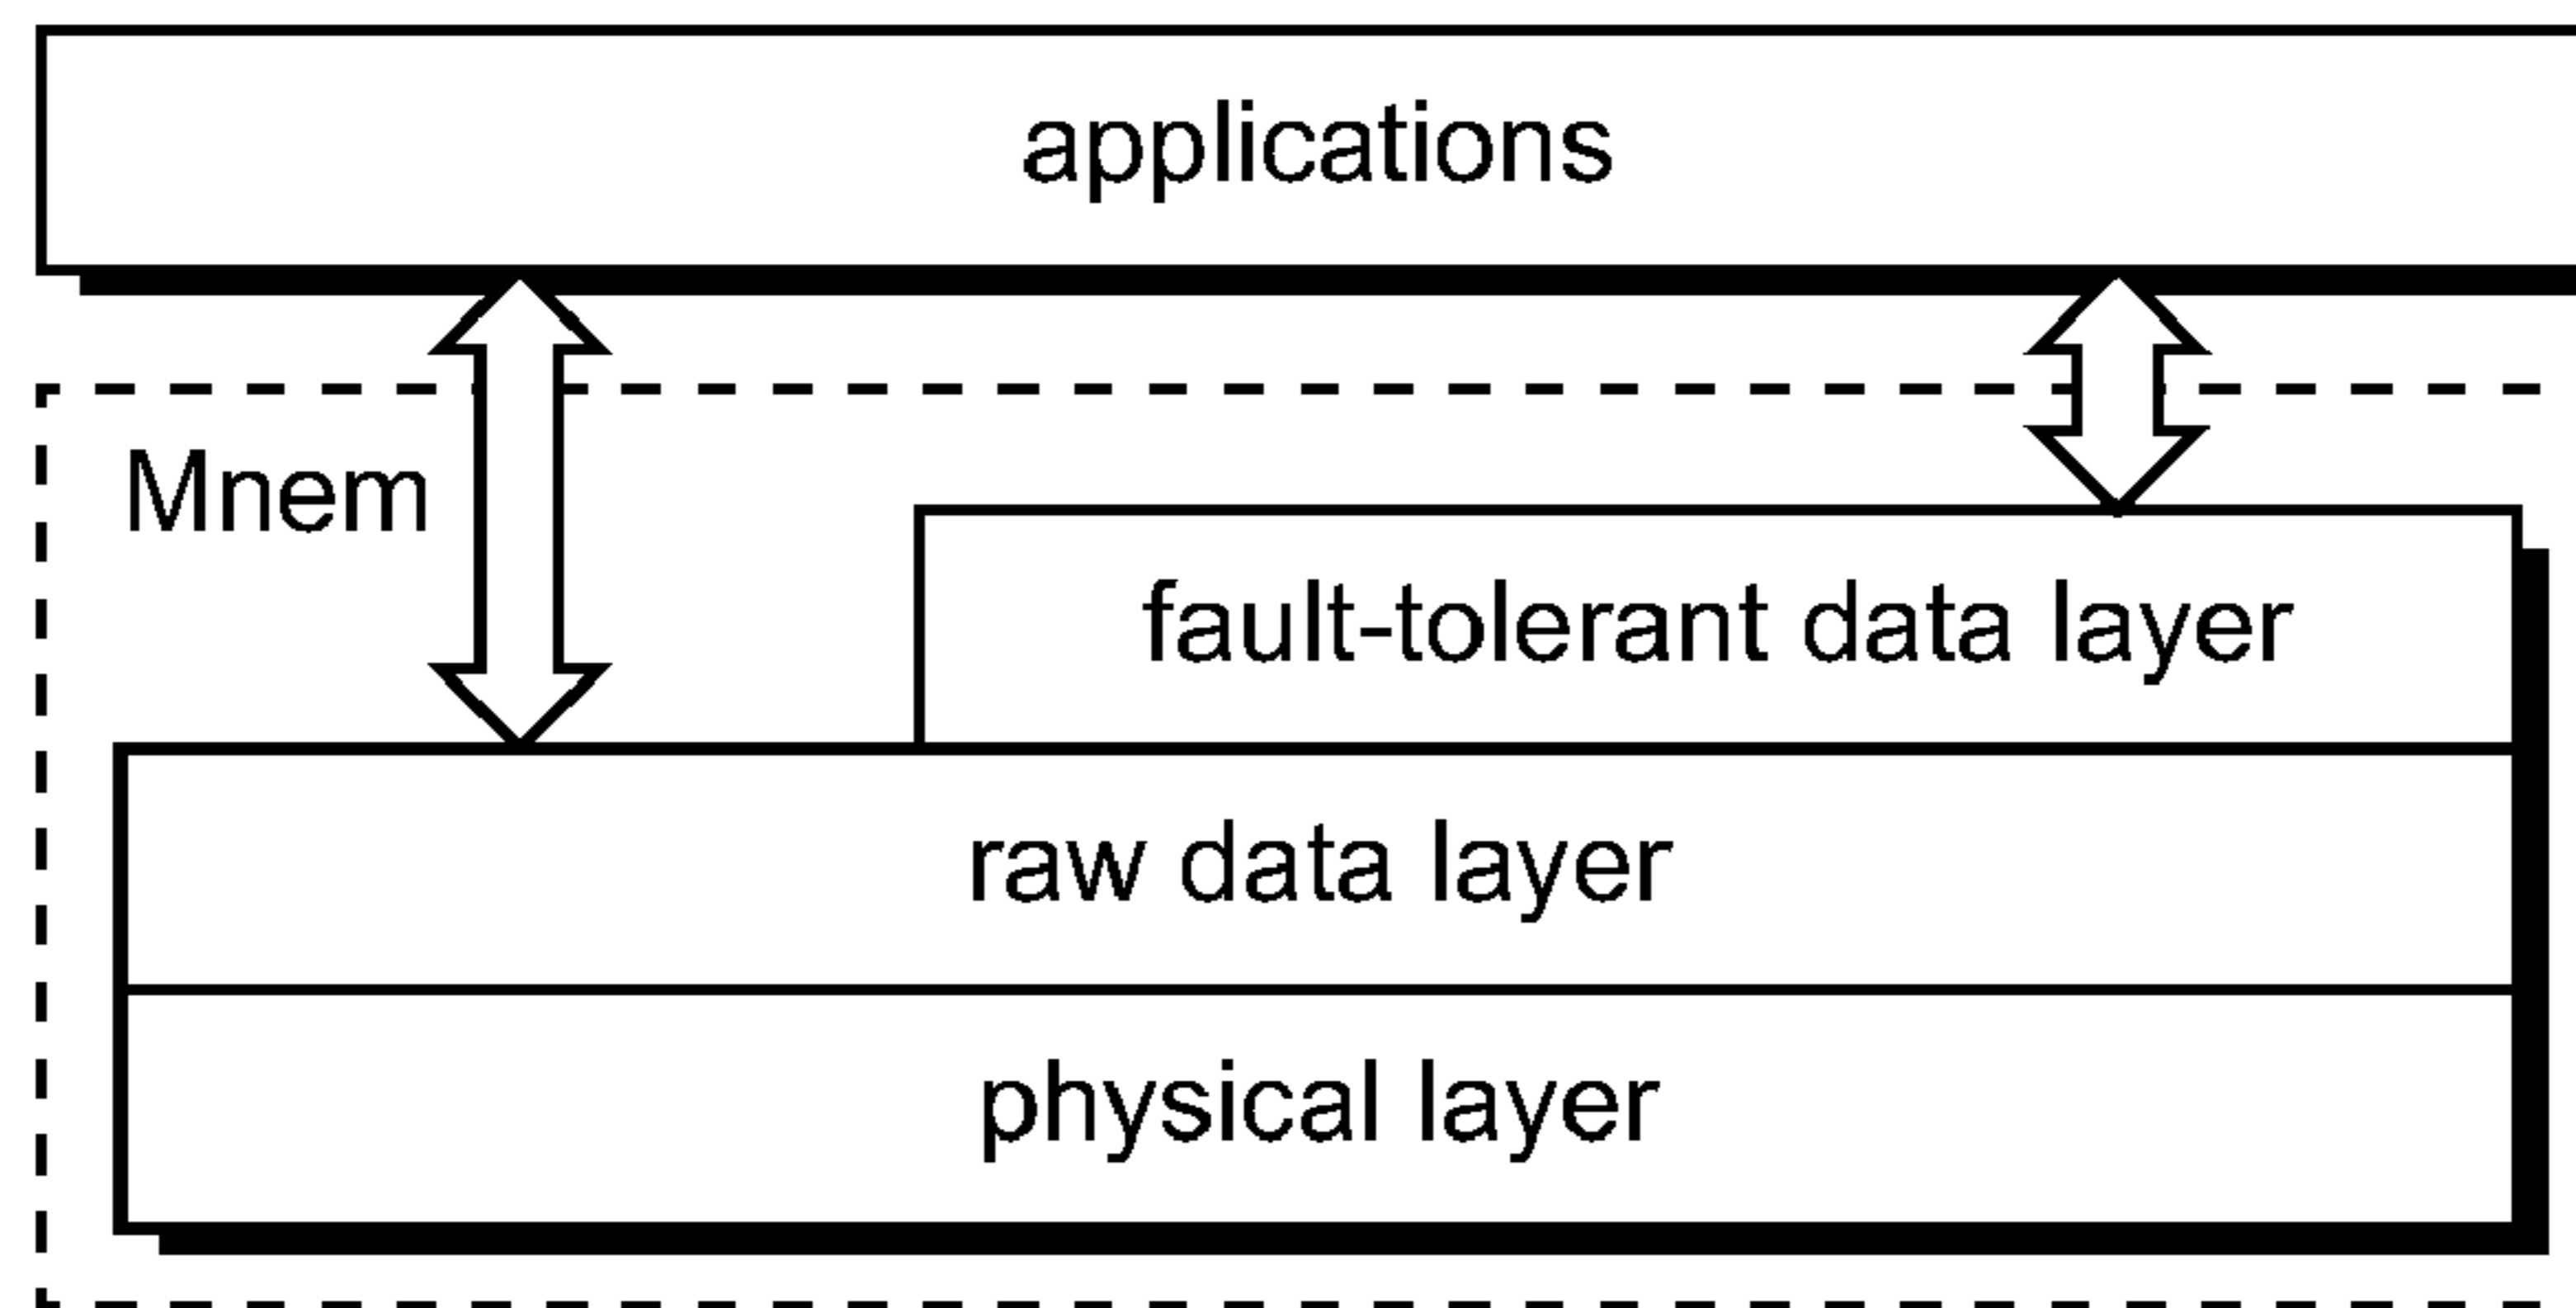 applications
Mnem
fault-tolerant data layer
raw data layer
physical layer